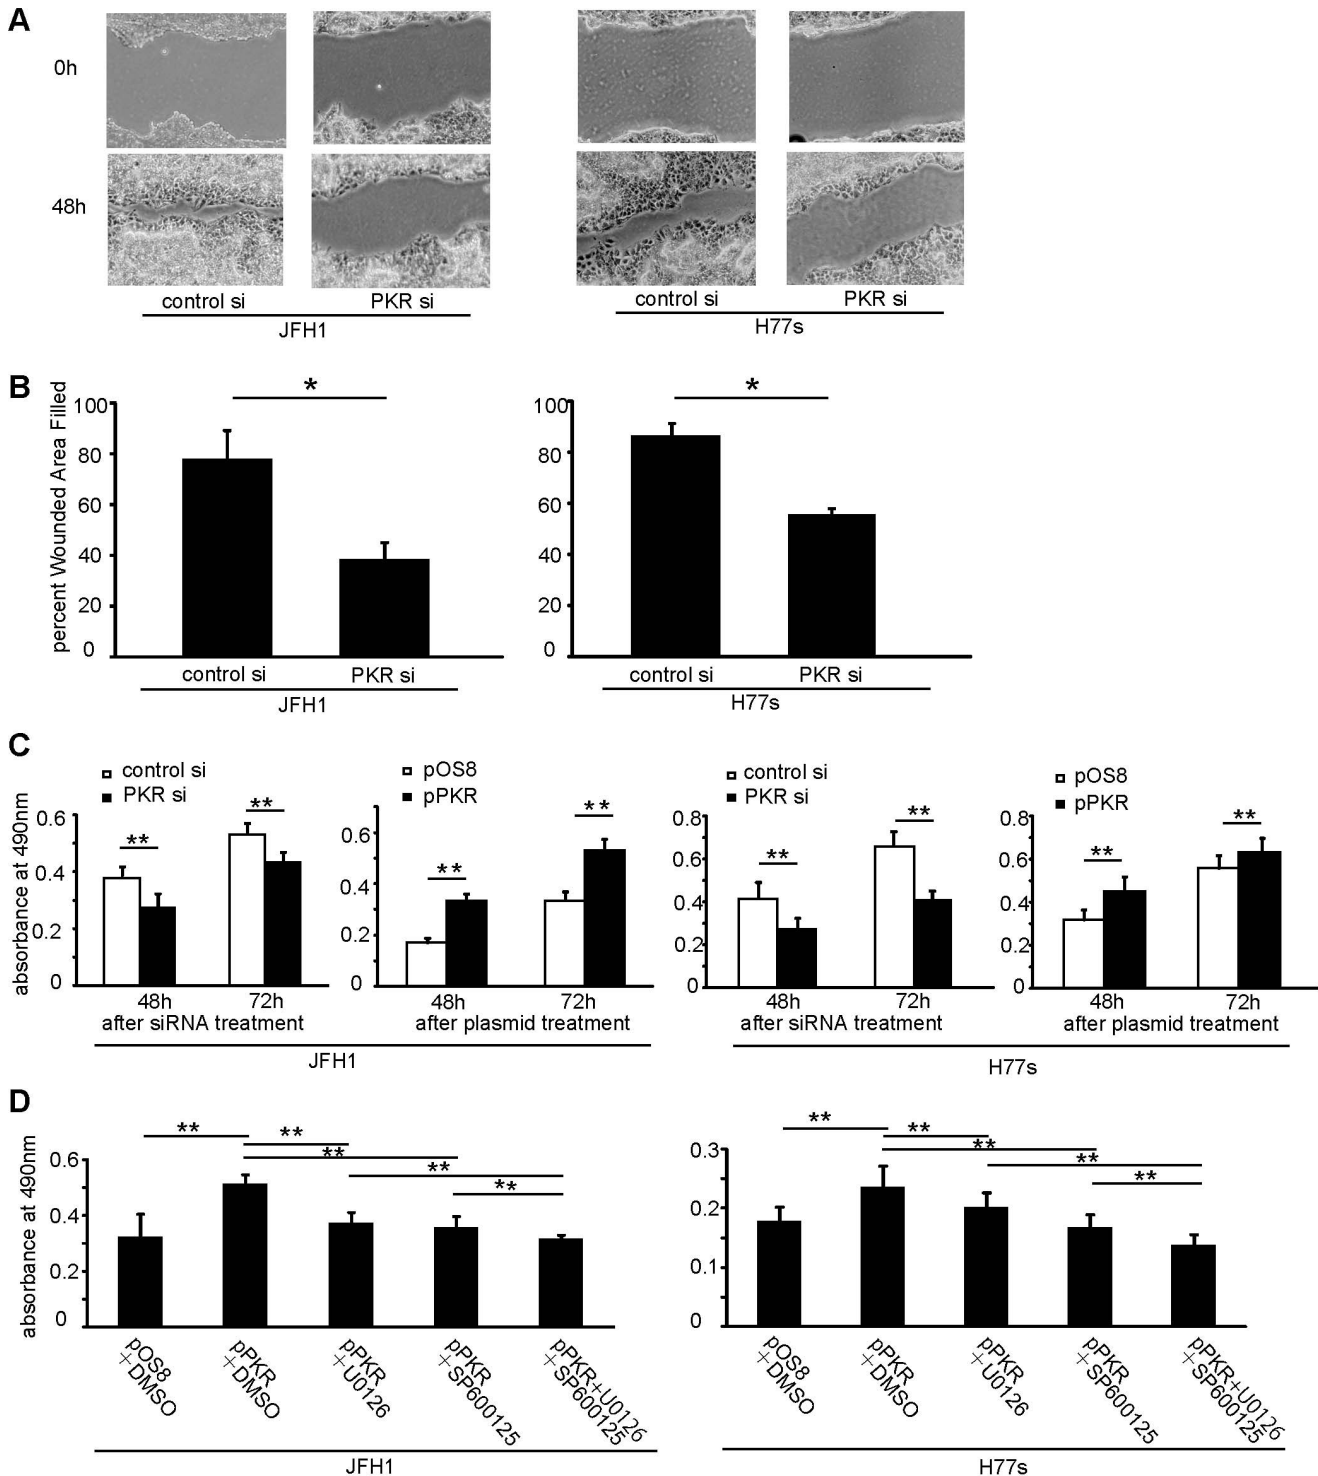 A
0h
48h
control si
PKR si
JFH1
control si
PKR si
H77s
B
percent Wounded Area Filled
100
80
60
40
20
0
*
control si
PKR si
JFH1
100
80
60
40
20
0
*
control si
PKR si
H77s
C
absorbance at 490nm
control si
PKR si
0.6
0.4
0.2
0
**
**
48h
72h
after siRNA treatment
pOS8
pPKR
0.6
0.4
0.2
0
**
**
48h
72h
after plasmid treatment
JFH1
control si
PKR si
0.8
0.6
0.4
0.2
0
**
**
48h
72h
after siRNA treatment
pOS8
pPKR
0.8
0.6
0.4
0.2
0
**
**
48h
72h
after plasmid treatment
H77s
D
absorbance at 490nm
0.6
0.4
0.2
0
**
**
**
**
**
pOS8
+DMSO
pPKR
+DMSO
pPKR
+U0126
pPKR
+SP600125
pPKR+U0126
+SP600125
JFH1
0.3
0.2
0.1
0
**
**
**
**
**
pOS8
+DMSO
pPKR
+DMSO
pPKR
+U0126
pPKR
+SP600125
pPKR+U0126
+SP600125
H77s